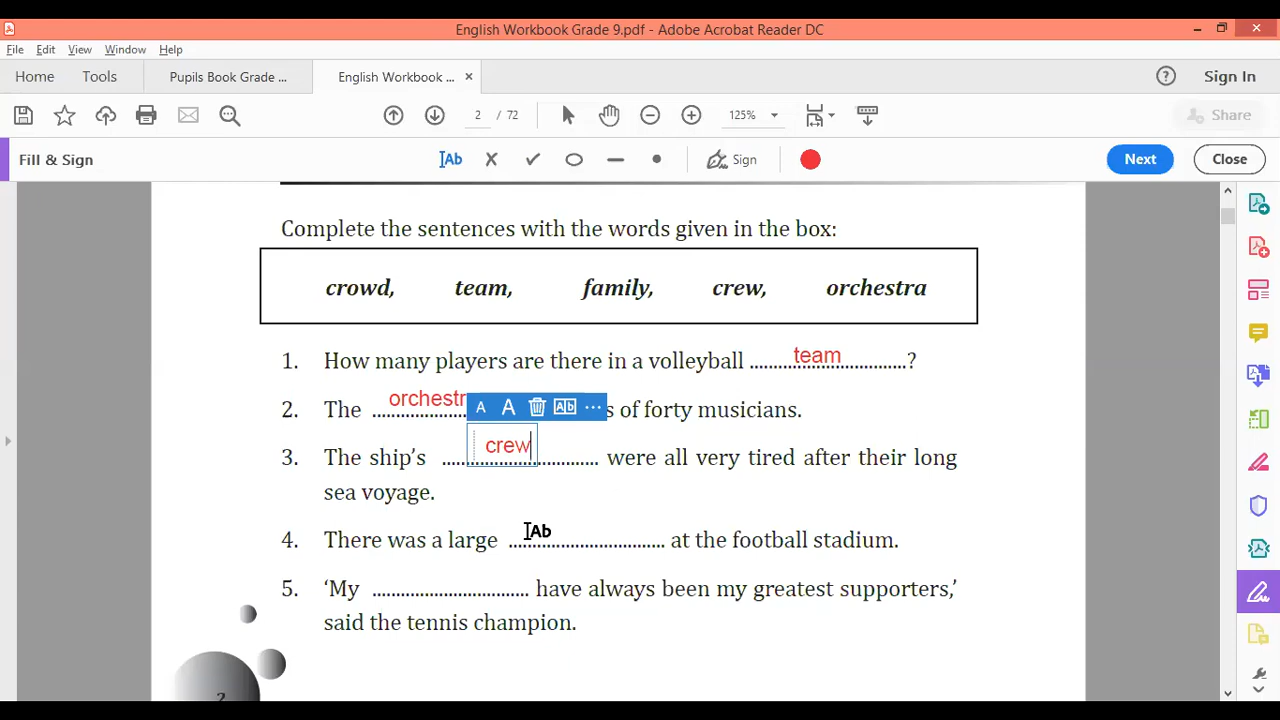 English Workbook Grade 9.pdf - Adobe Acrobat Reader DC
File Edit View Window Help
Home Tools Pupils Book Grade ... English Workbook ... × ? Sign In
2 / 72 125% Share
Fill & Sign Ab Sign Next Close
Complete the sentences with the words given in the box:
crowd, team, family, crew, orchestra
1. How many players are there in a volleyball ...............team...............?
2. The ...............orchestr A A Ab ... s of forty musicians.
3. The ship's ...............crew............... were all very tired after their long
sea voyage.
Ab
4. There was a large .............................. at the football stadium.
5. ‘My .............................. have always been my greatest supporters,’
said the tennis champion.
2